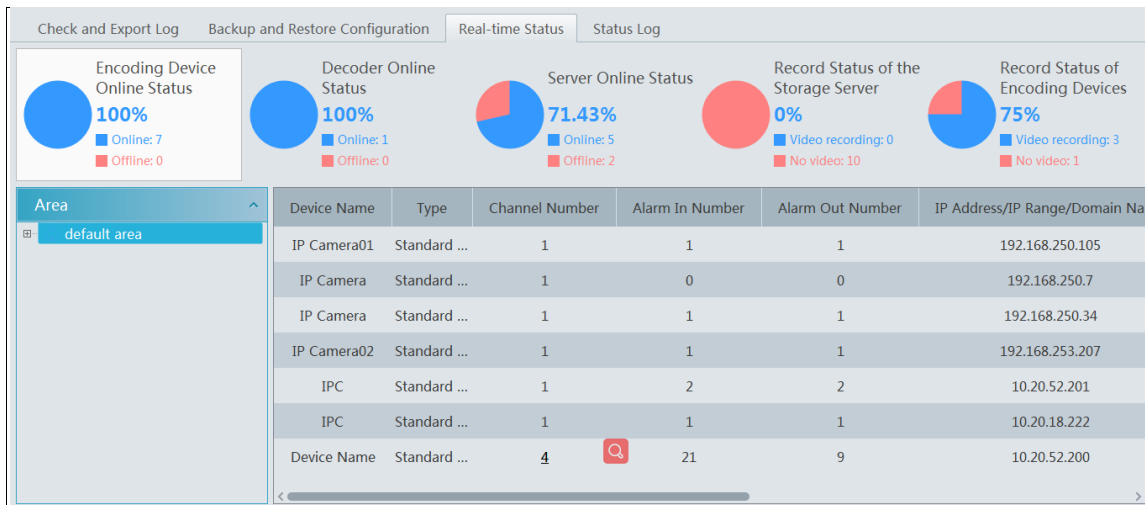 Check and Export Log Backup and Restore Configuration Real-time Status Status Log
Encoding Device
Online Status
100%
Online: 7
Offline: 0
Decoder Online
Status
100%
Online: 1
Offline: 0
Server Online Status
71.43%
Online: 5
Offline: 2
Record Status of the
Storage Server
0%
Video recording: 0
No video: 10
Record Status of
Encoding Devices
75%
Video recording: 3
No video: 1
Area
default area
Device Name Type Channel Number Alarm In Number Alarm Out Number IP Address/IP Range/Domain Na
IP Camera01 Standard ... 1 1 1 192.168.250.105
IP Camera Standard ... 1 0 0 192.168.250.7
IP Camera Standard ... 1 1 1 192.168.250.34
IP Camera02 Standard ... 1 1 1 192.168.253.207
IPC Standard ... 1 2 2 10.20.52.201
IPC Standard ... 1 1 1 10.20.18.222
Device Name Standard ... 4 21 9 10.20.52.200